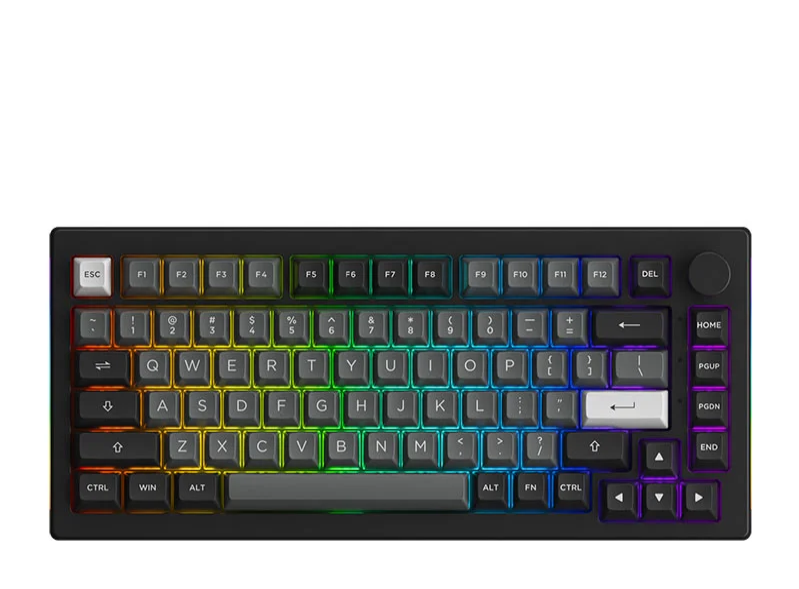 ESC F1 F2 F3 F4 F5 F6 F7 F8 F9 F10 F11 F12 DEL
~ ! @ # $ % ^ & * ( ) — + ←
` 1 2 3 4 5 6 7 8 9 0 - = HOME
⇌ Q W E R T Y U I O P { } | PGUP
[ ] \
⇩ A S D F G H J K L : " ↵ PGDN
; '
⇧ Z X C V B N M < > ? ⇧ END
, . /
▲
CTRL WIN ALT ALT FN CTRL ◀ ▼ ▶